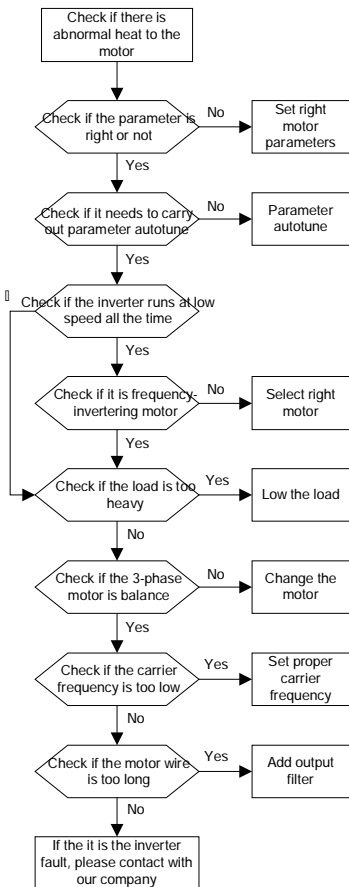 Check if there is
abnormal heat to the
motor
Check if the parameter is
right or not
No
Set right
motor
parameters
Yes
Check if it needs to carry
out parameter autotune
No
Parameter
autotune
Yes
Check if the inverter runs at low
speed all the time
Yes
Check if it is frequency-
invertering motor
No
Select right
motor
Yes
Check if the load is too
heavy
Yes
Low the load
No
Check if the 3-phase
motor is balance
No
Change the
motor
Yes
Check if the carrier
frequency is too low
Yes
Set proper
carrier
frequency
No
Check if the motor wire
is too long
Yes
Add output
filter
No
If the it is the inverter
fault, please contact with
our company